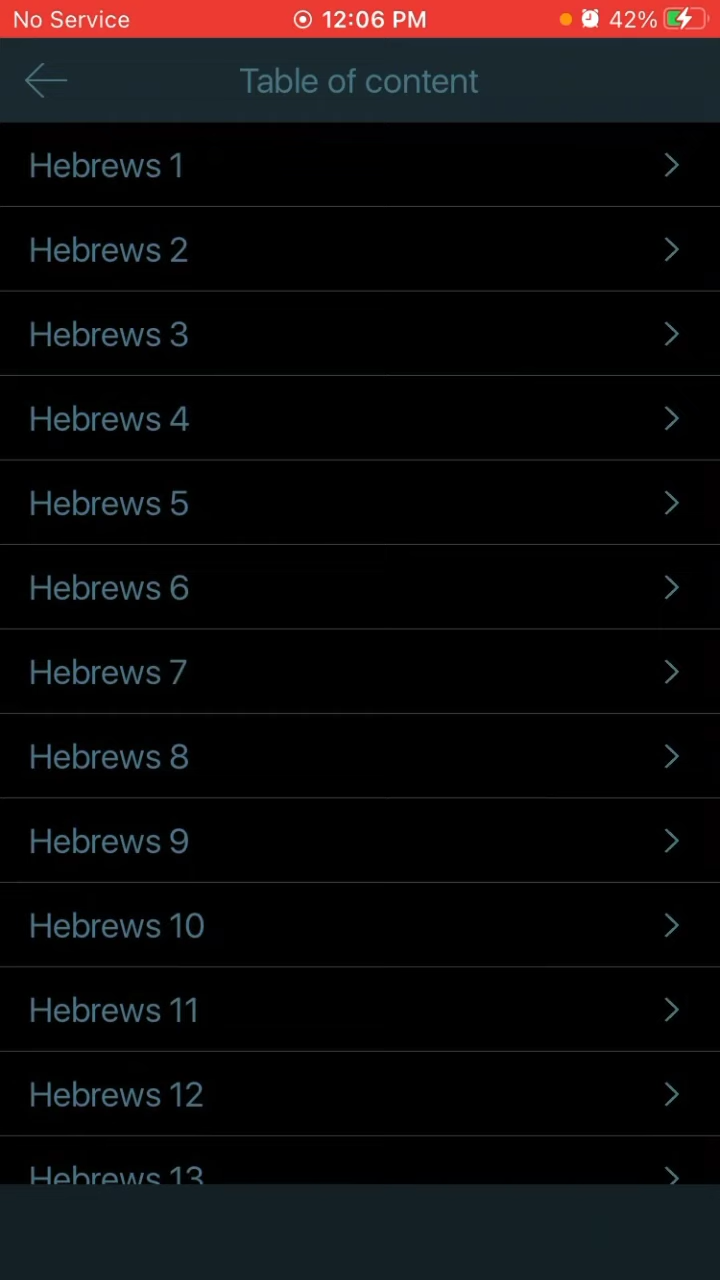 No Service 12:06 PM 42%
Table of content
Hebrews 1
Hebrews 2
Hebrews 3
Hebrews 4
Hebrews 5
Hebrews 6
Hebrews 7
Hebrews 8
Hebrews 9
Hebrews 10
Hebrews 11
Hebrews 12
Hebrews 13